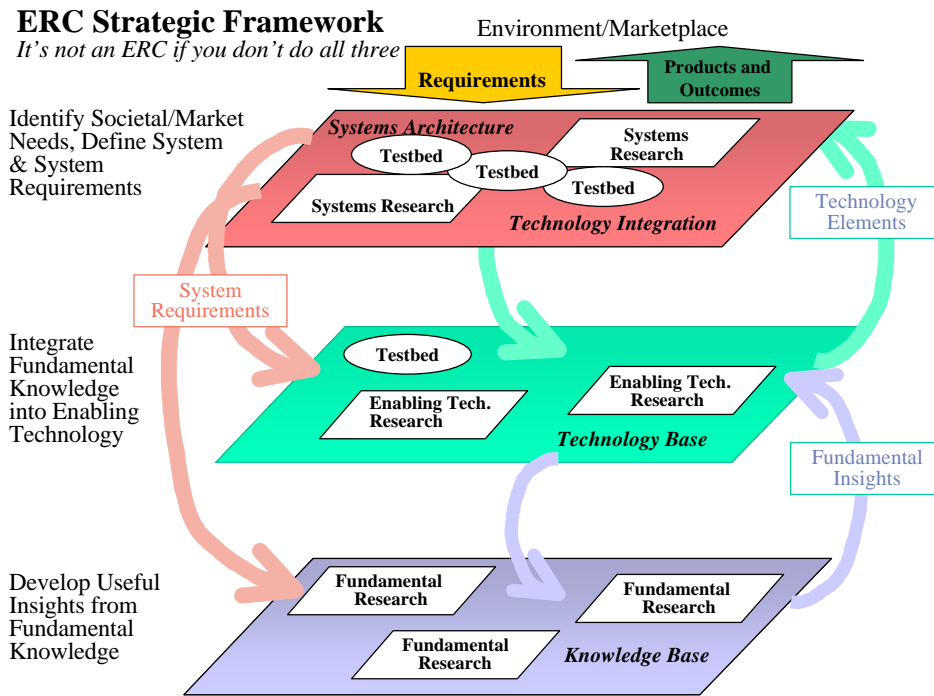 ERC Strategic Framework
It's not an ERC if you don't do all three
Environment/Marketplace
Requirements
Products and
Outcomes
Identify Societal/Market
Needs, Define System
& System
Requirements
Systems Architecture
Testbed
Testbed
Testbed
Systems
Research
Systems Research
Technology Integration
Technology
Elements
System
Requirements
Integrate
Fundamental
Knowledge
into Enabling
Technology
Testbed
Enabling Tech.
Research
Enabling Tech.
Research
Technology Base
Fundamental
Insights
Develop Useful
Insights from
Fundamental
Knowledge
Fundamental
Research
Fundamental
Research
Fundamental
Research
Knowledge Base